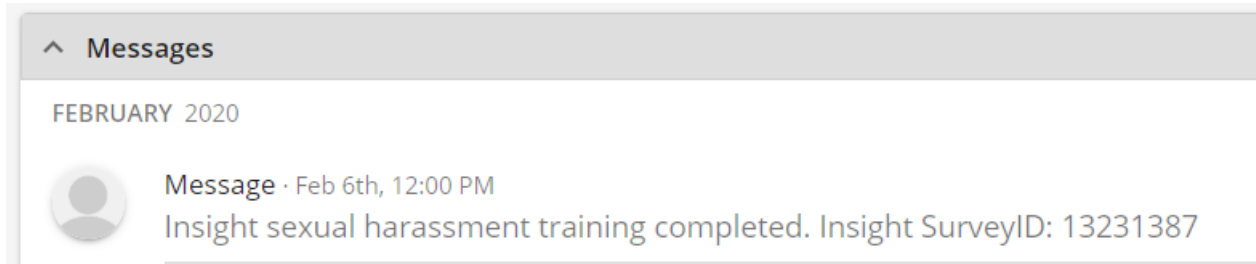 Messages
FEBRUARY 2020
Message · Feb 6th, 12:00 PM
Insight sexual harassment training completed. Insight SurveyID: 13231387